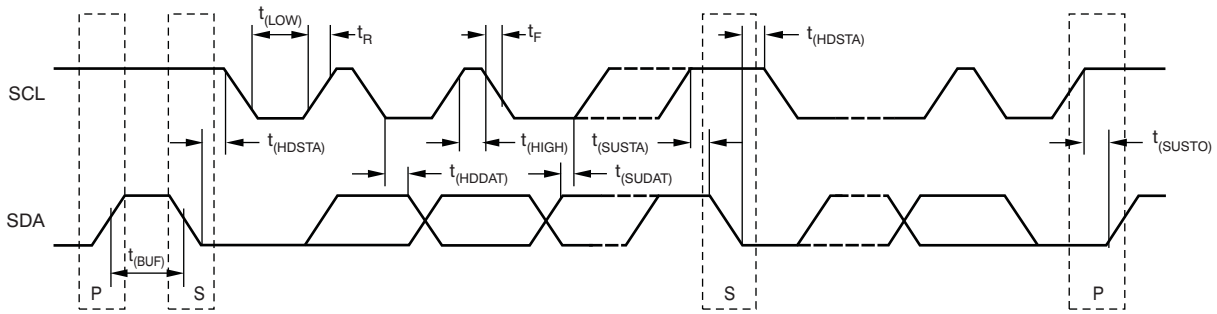 t(LOW)
tR
tF
t(HDSTA)
SCL
t(HDSTA)
t(HIGH)
t(SUSTA)
t(SUSTO)
t(HDDAT)
t(SUDAT)
SDA
t(BUF)
P
S
S
P